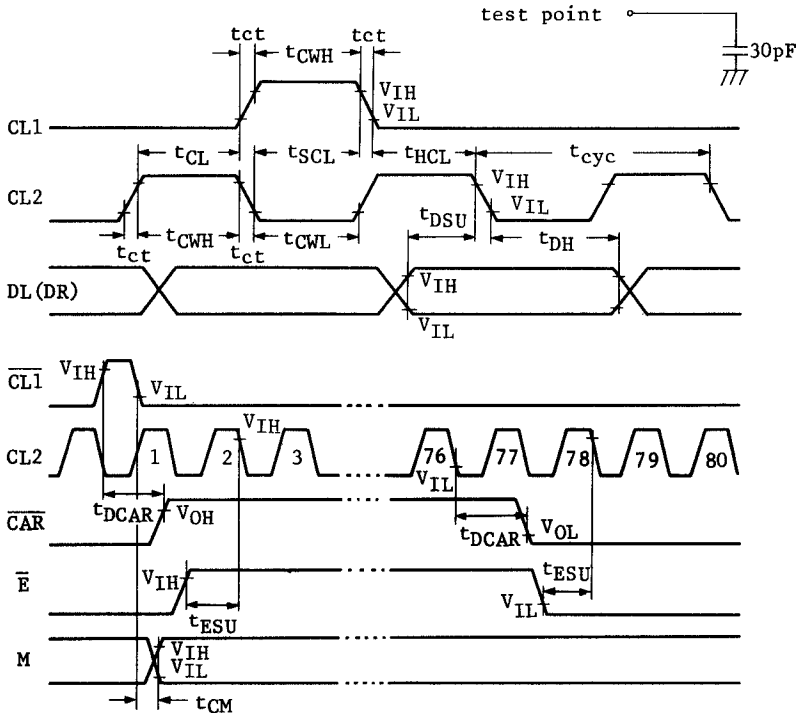 test point
30pF
tct tct
tCWH
VIH
VIL
CL1
tCL tSCL tHCL tcyc
VIH
CL2
VIL
tDSU
tct tCWH tct tCWL tDH
DL(DR)
VIH
VIL
CL1
VIH
VIL
VIH
CL2 1 2 3 76 77 78 79 80
VIL
tDCAR
CAR VOH
tDCAR VOL
E VIH
tESU
VIL
tESU
M
VIH
VIL
tCM